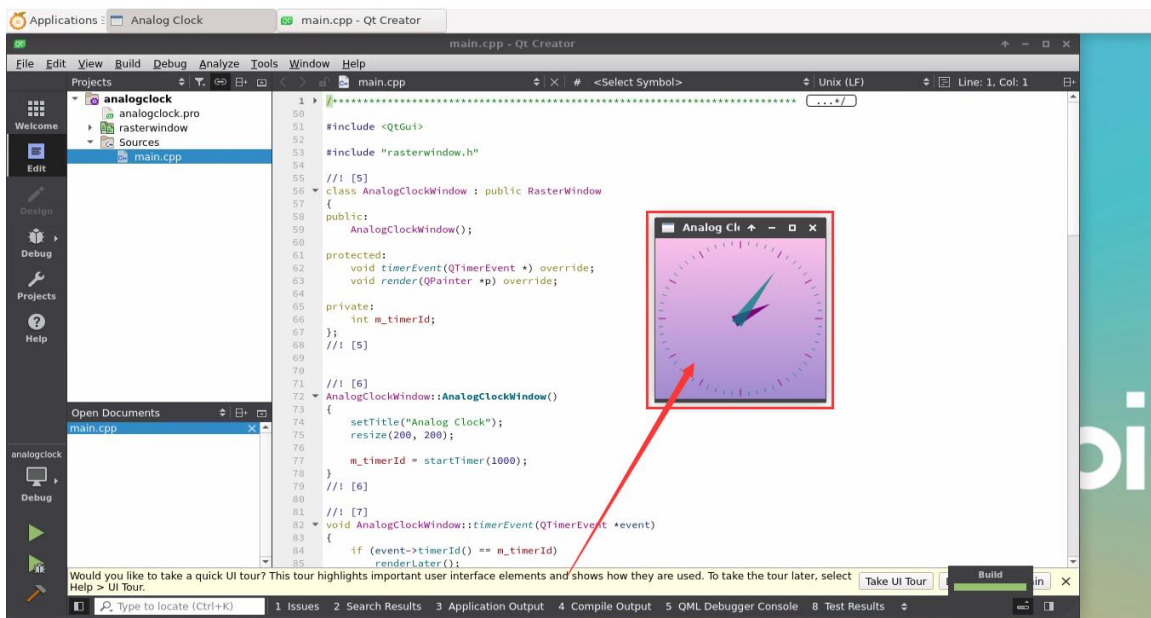 Applications
Analog Clock
main.cpp - Qt Creator
main.cpp - Qt Creator
File Edit View Build Debug Analyze Tools Window Help
Projects
main.cpp
# <Select Symbol>
Unix (LF)
Line: 1, Col: 1
Welcome
Edit
Design
Debug
Projects
Help
analogclock
analogclock.pro
rasterwindow
Sources
main.cpp
Open Documents
main.cpp
analogclock
Debug
1 /**************************************************************************** (...*/)
50
51 #include <QtGui>
52
53 #include "rasterwindow.h"
54
55 //! [5]
56 class AnalogClockWindow : public RasterWindow
57 {
58 public:
59 AnalogClockWindow();
60
61 protected:
62 void timerEvent(QTimerEvent *) override;
63 void render(QPainter *p) override;
64
65 private:
66 int m_timerId;
67 };
68 //! [5]
69
70
71 //! [6]
72 AnalogClockWindow::AnalogClockWindow()
73 {
74 setTitle("Analog Clock");
75 resize(200, 200);
76
77 m_timerId = startTimer(1000);
78 }
79 //! [6]
80
81 //! [7]
82 void AnalogClockWindow::timerEvent(QTimerEvent *event)
83 {
84 if (event->timerId() == m_timerId)
85 renderLater();
Analog Cl
pi
Would you like to take a quick UI tour? This tour highlights important user interface elements and shows how they are used. To take the tour later, select
Help > UI Tour.
Take UI Tour
Build
in
Type to locate (Ctrl+K)
1 Issues 2 Search Results 3 Application Output 4 Compile Output 5 QML Debugger Console 8 Test Results